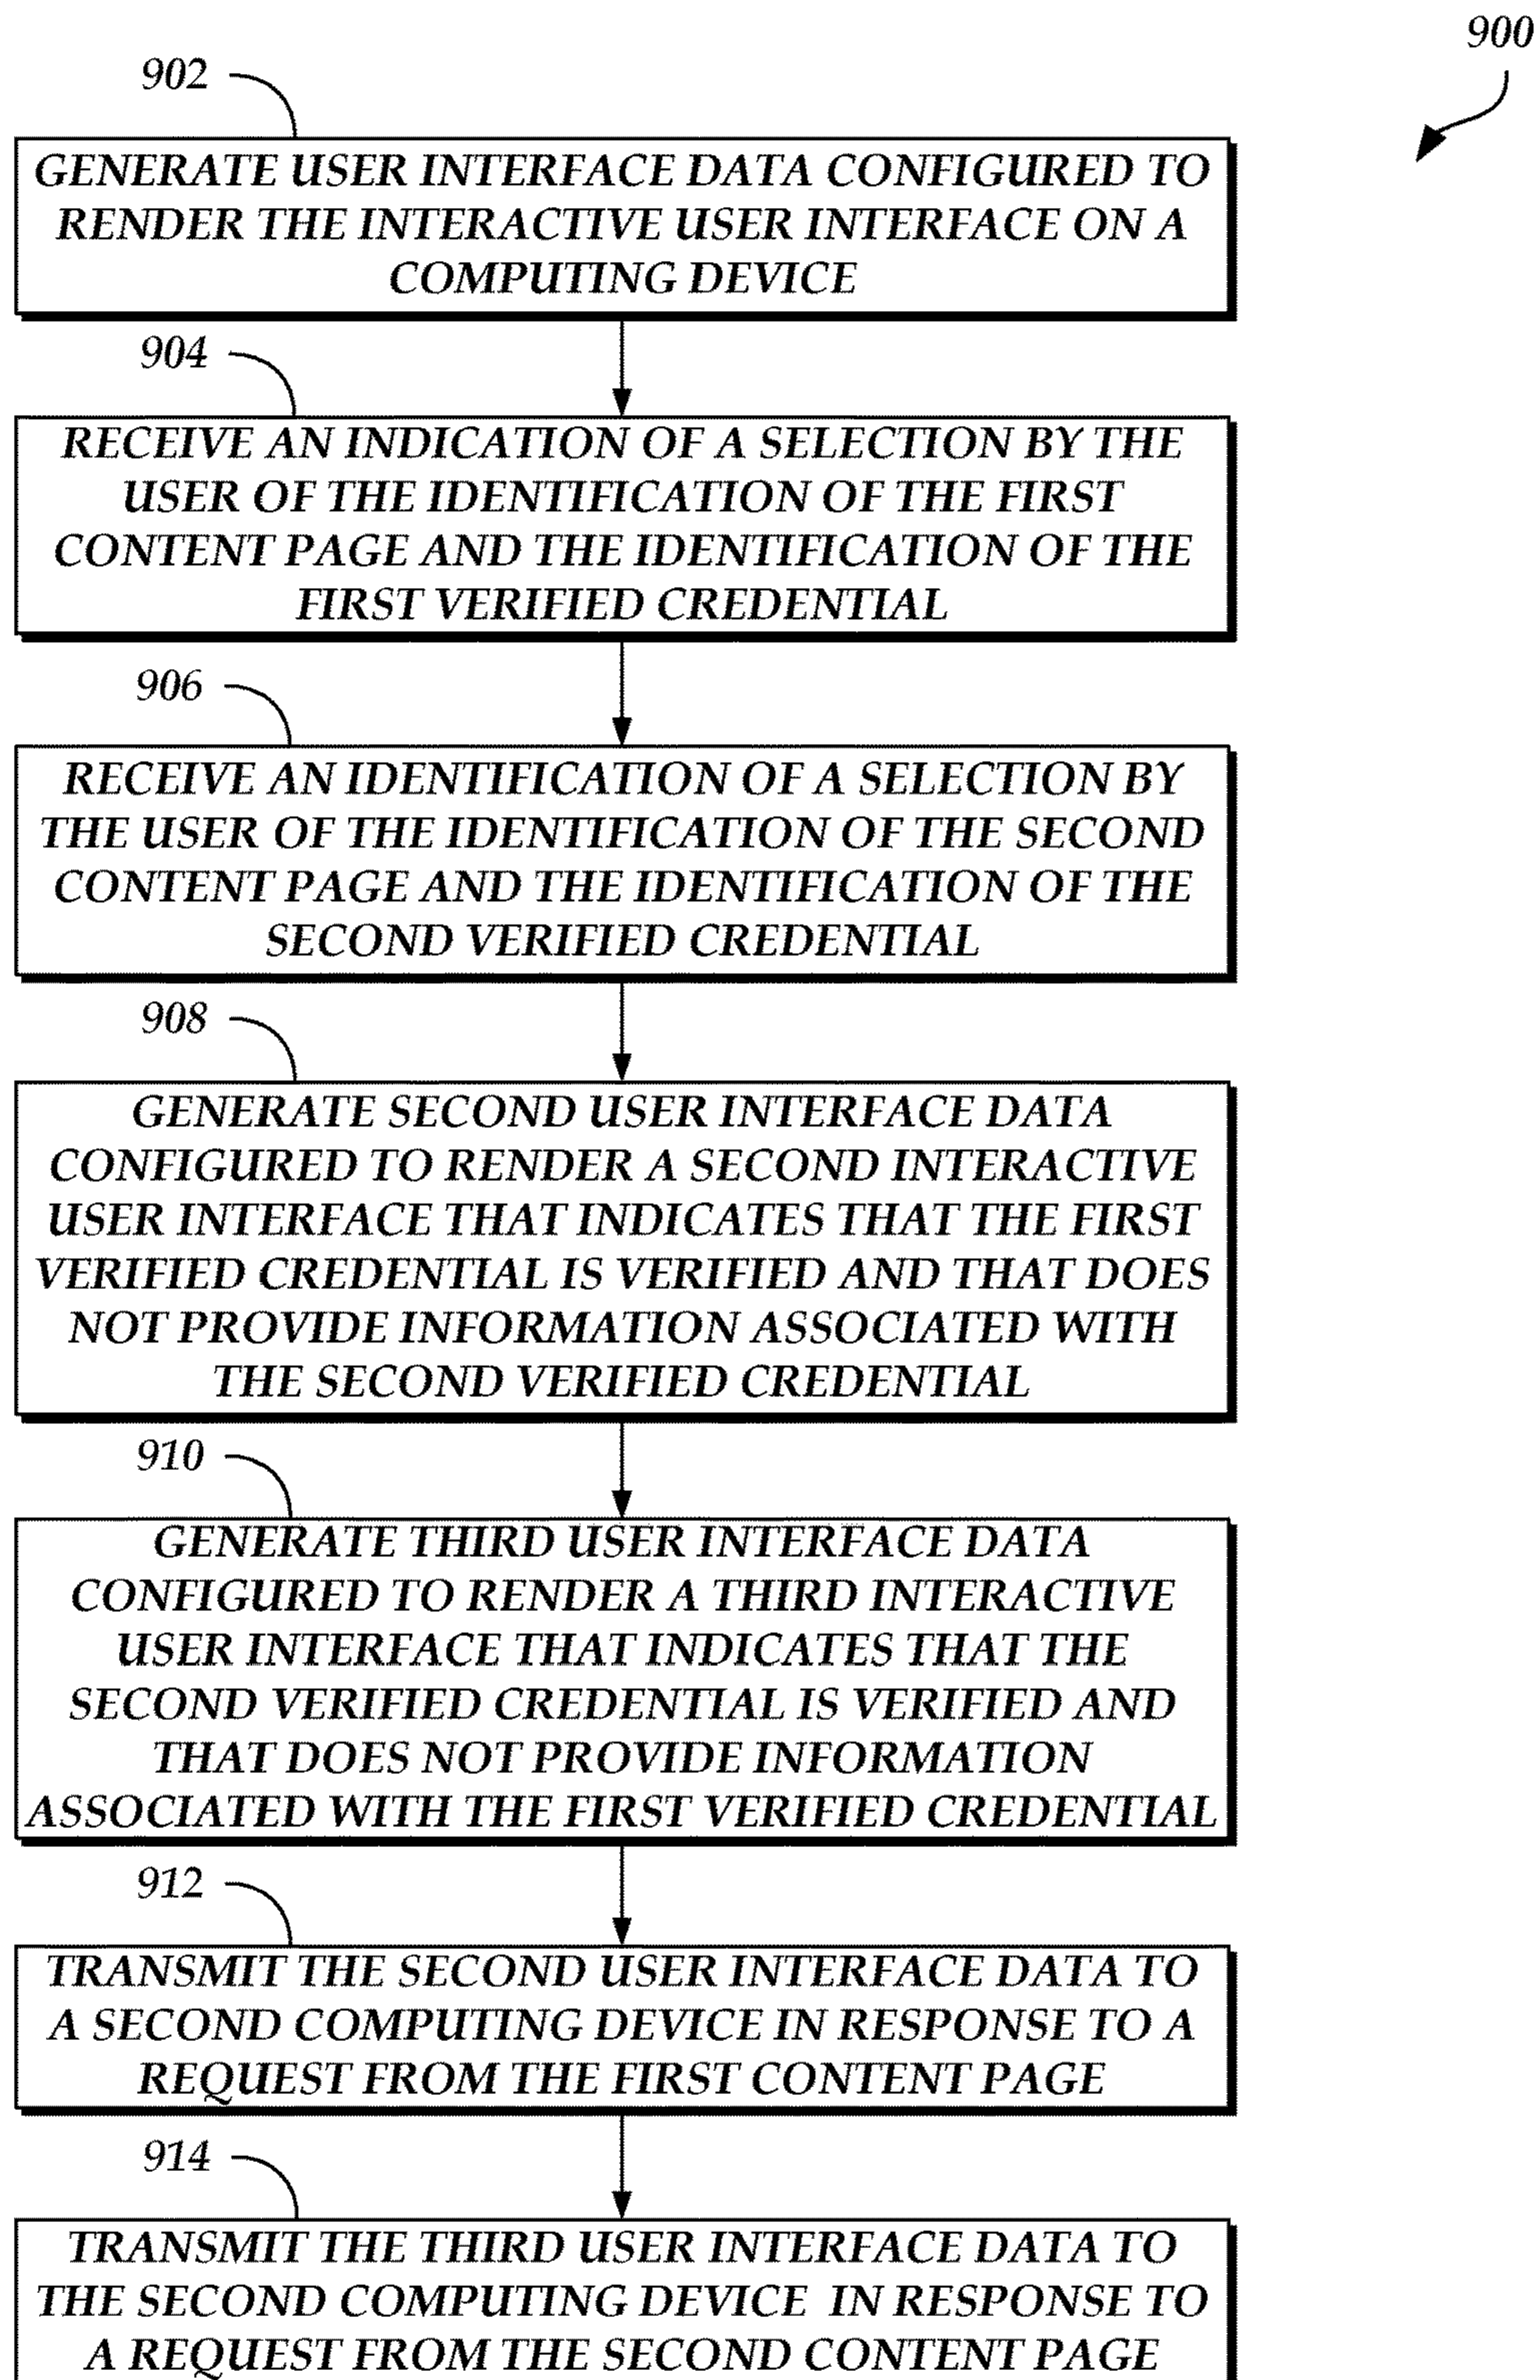 900
902
GENERATE USER INTERFACE DATA CONFIGURED TO
RENDER THE INTERACTIVE USER INTERFACE ON A
COMPUTING DEVICE
904
RECEIVE AN INDICATION OF A SELECTION BY THE
USER OF THE IDENTIFICATION OF THE FIRST
CONTENT PAGE AND THE IDENTIFICATION OF THE
FIRST VERIFIED CREDENTIAL
906
RECEIVE AN IDENTIFICATION OF A SELECTION BY
THE USER OF THE IDENTIFICATION OF THE SECOND
CONTENT PAGE AND THE IDENTIFICATION OF THE
SECOND VERIFIED CREDENTIAL
908
GENERATE SECOND USER INTERFACE DATA
CONFIGURED TO RENDER A SECOND INTERACTIVE
USER INTERFACE THAT INDICATES THAT THE FIRST
VERIFIED CREDENTIAL IS VERIFIED AND THAT DOES
NOT PROVIDE INFORMATION ASSOCIATED WITH
THE SECOND VERIFIED CREDENTIAL
910
GENERATE THIRD USER INTERFACE DATA
CONFIGURED TO RENDER A THIRD INTERACTIVE
USER INTERFACE THAT INDICATES THAT THE
SECOND VERIFIED CREDENTIAL IS VERIFIED AND
THAT DOES NOT PROVIDE INFORMATION
ASSOCIATED WITH THE FIRST VERIFIED CREDENTIAL
912
TRANSMIT THE SECOND USER INTERFACE DATA TO
A SECOND COMPUTING DEVICE IN RESPONSE TO A
REQUEST FROM THE FIRST CONTENT PAGE
914
TRANSMIT THE THIRD USER INTERFACE DATA TO
THE SECOND COMPUTING DEVICE IN RESPONSE TO
A REQUEST FROM THE SECOND CONTENT PAGE